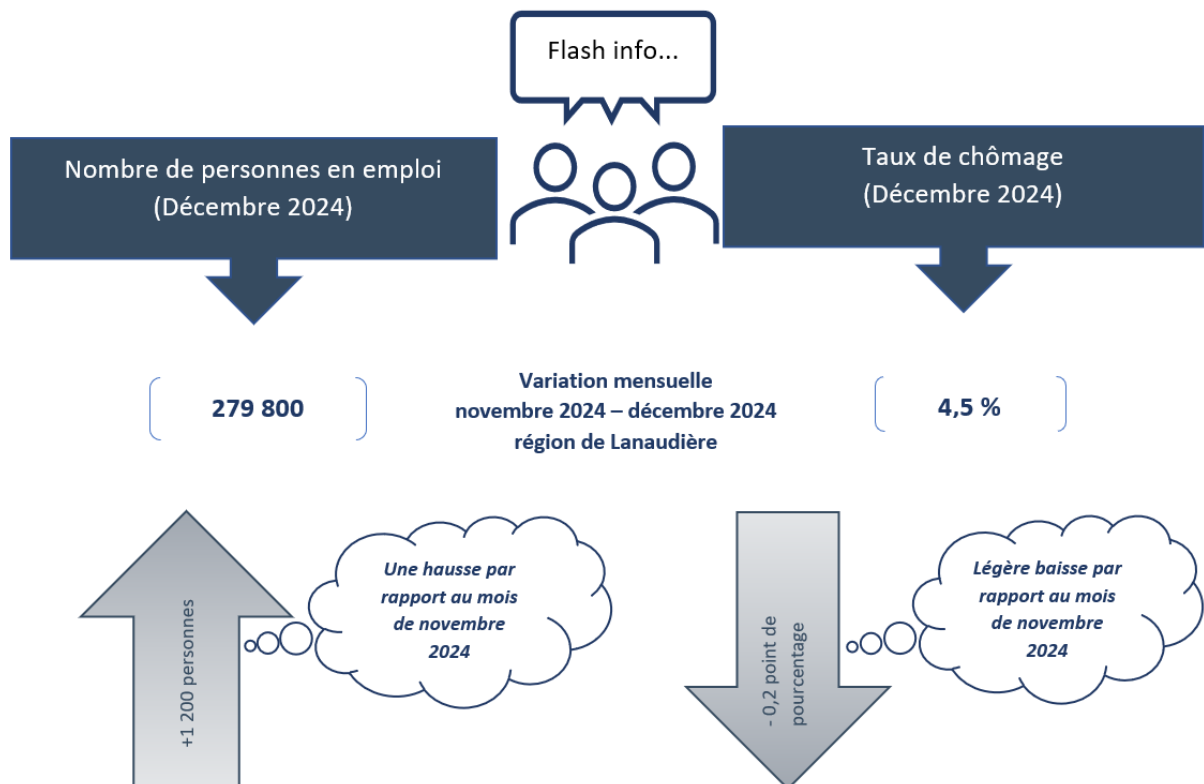 Flash info...
Nombre de personnes en emploi
(Décembre 2024)
Taux de chômage
(Décembre 2024)
279 800
Variation mensuelle
novembre 2024 – décembre 2024
région de Lanaudière
4,5 %
+1 200 personnes
Une hausse par
rapport au mois
de novembre
2024
- 0,2 point de
pourcentage
Légère baisse par
rapport au mois
de novembre
2024